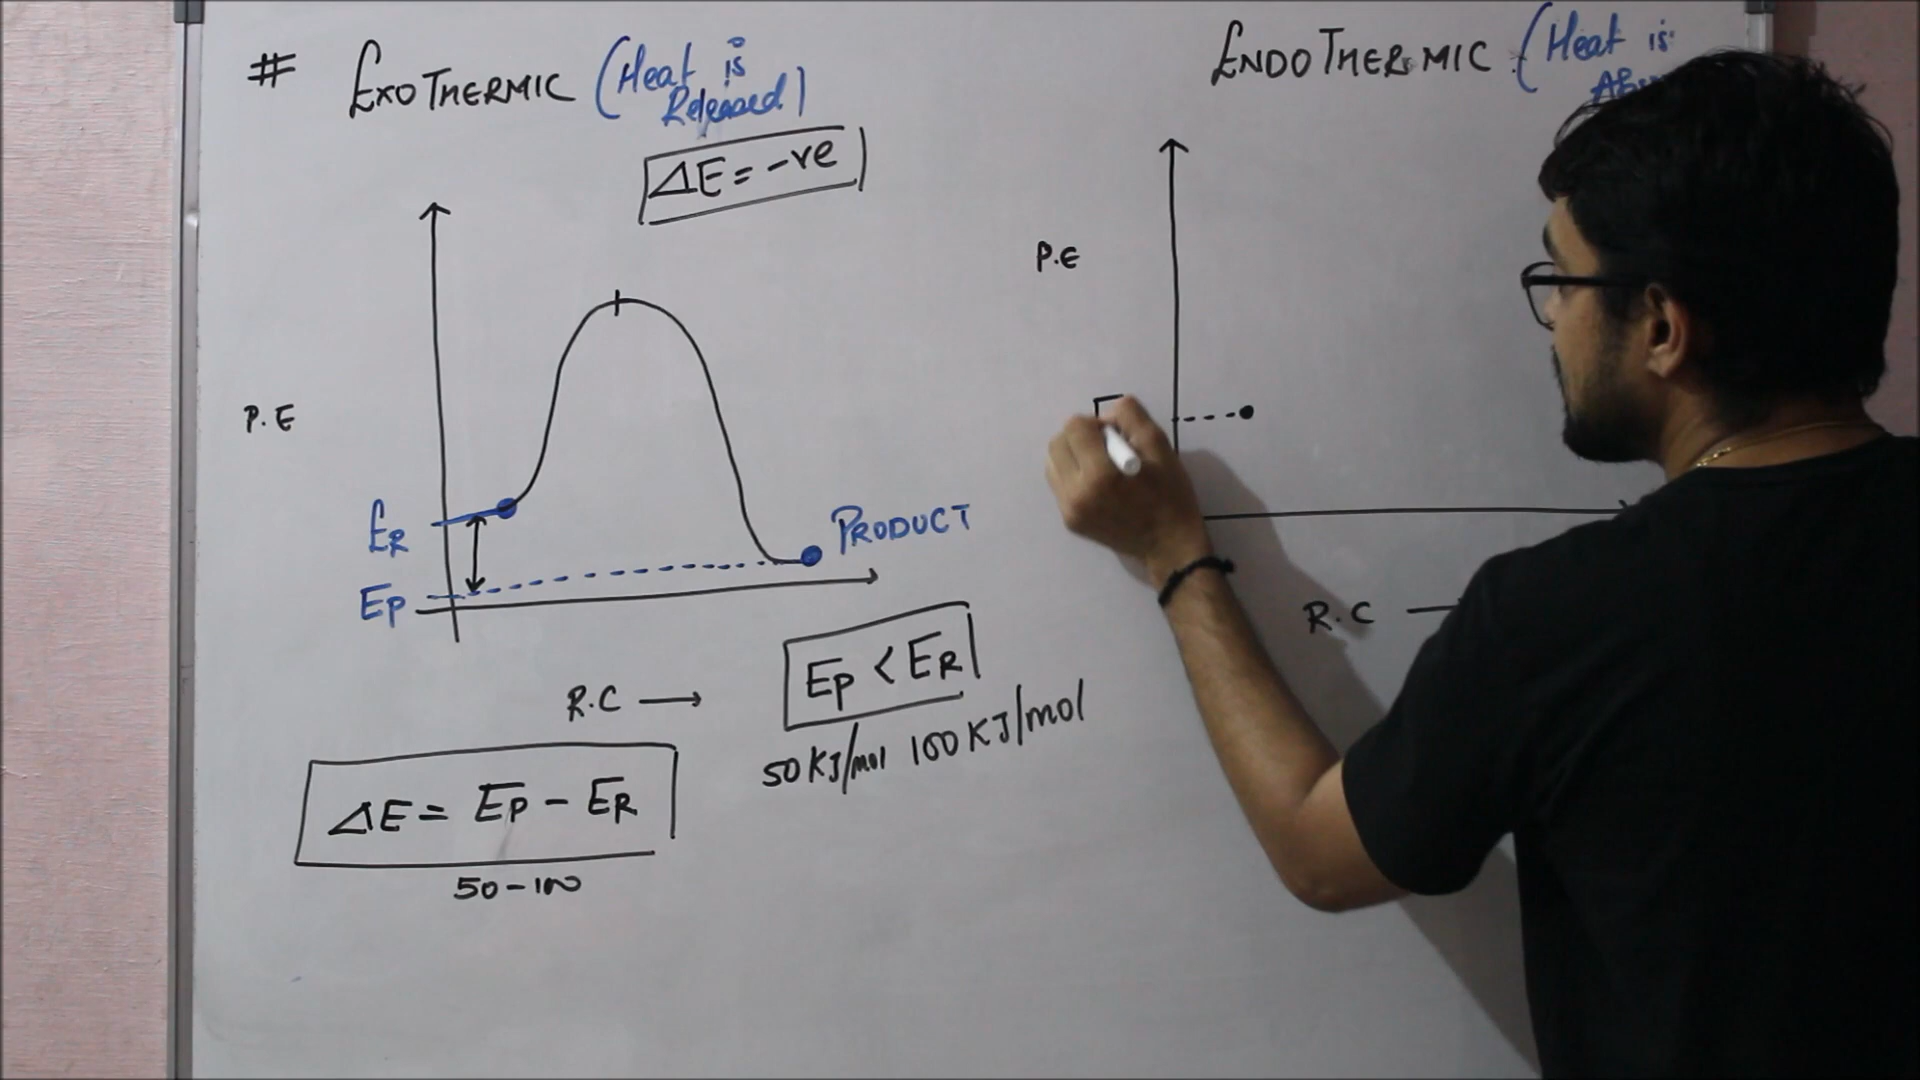 # EXOTHERMIC (Heat is
Released)
ΔE = -ve
P.E
ER
EP
PRODUCT
R.C →
EP < ER
50 KJ/mol 100 KJ/mol
ΔE = EP - ER
50 - 100
ENDOTHERMIC (Heat is
P.E
R.C